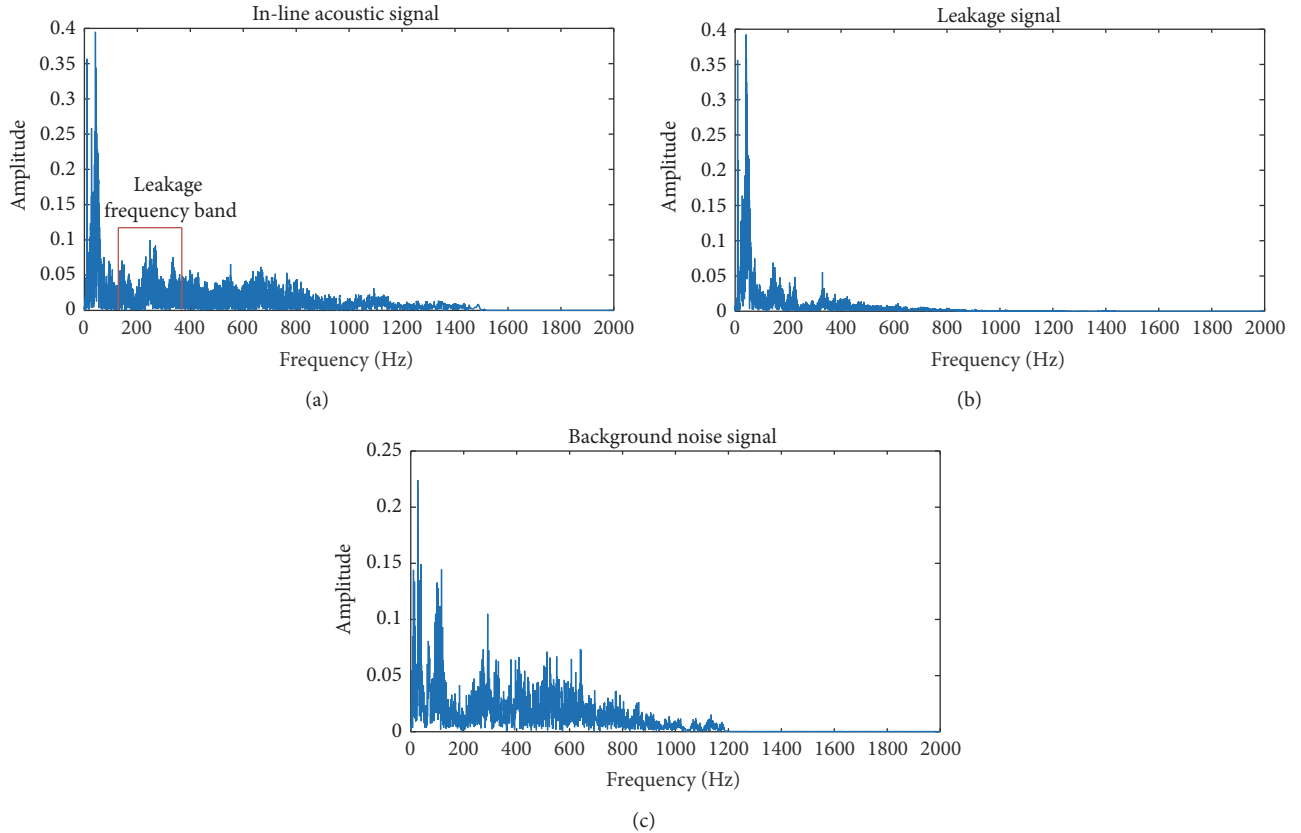 In-line acoustic signal
0.4
0.35
0.3
0.25
0.2
0.15
0.1
0.05
0
Amplitude
Leakage
frequency band
0 200 400 600 800 1000 1200 1400 1600 1800 2000
Frequency (Hz)
(a)
Leakage signal
0.4
0.35
0.3
0.25
0.2
0.15
0.1
0.05
0
Amplitude
0 200 400 600 800 1000 1200 1400 1600 1800 2000
Frequency (Hz)
(b)
Background noise signal
0.25
0.2
0.15
0.1
0.05
0
Amplitude
0 200 400 600 800 1000 1200 1400 1600 1800 2000
Frequency (Hz)
(c)